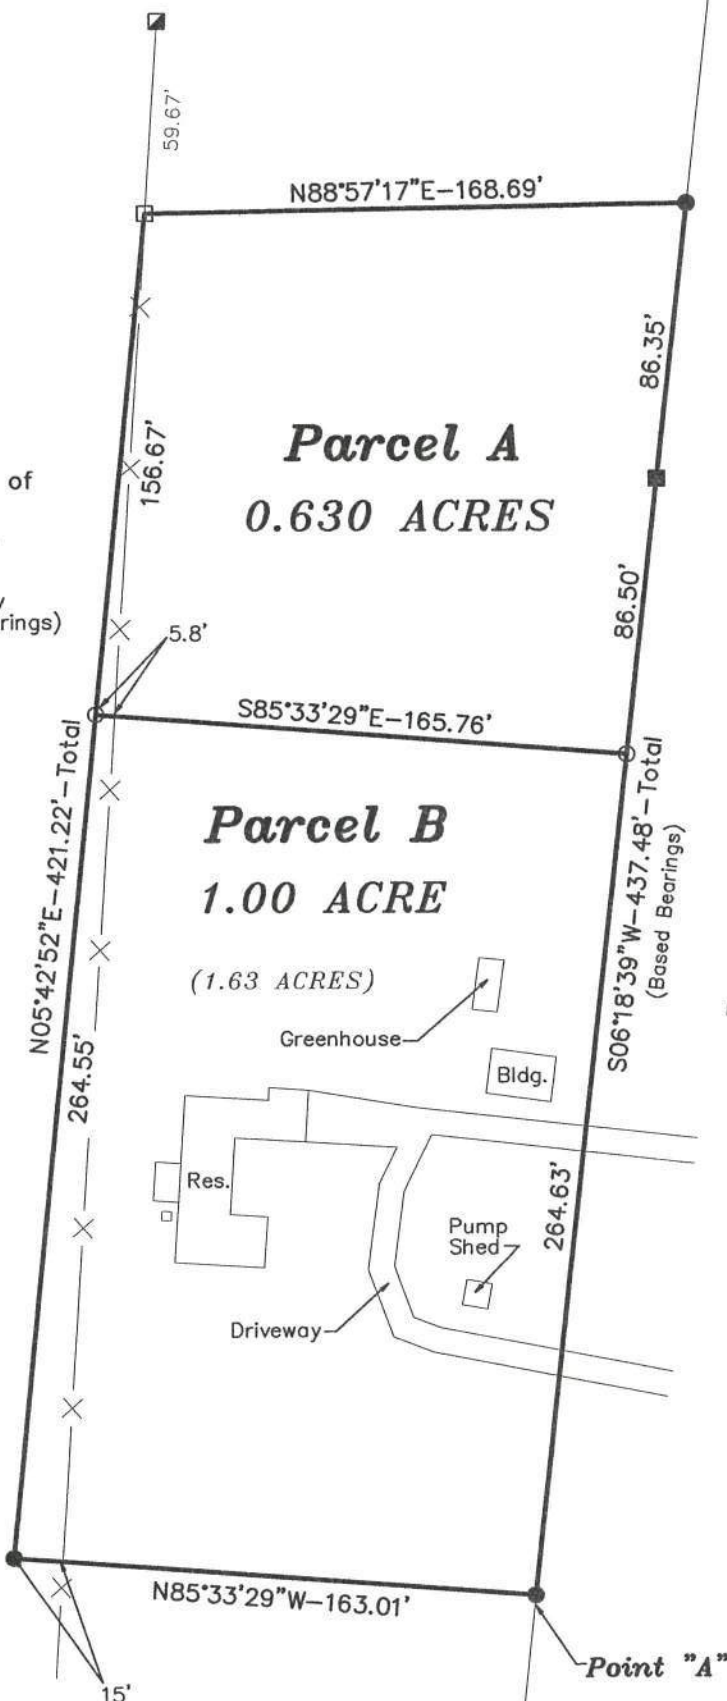 59.67'
N88°57'17"E-168.69'
86.35'
Parcel A
0.630 ACRES
156.67'
of
rings)
5.8'
86.50'
S85°33'29"E-165.76'
N05°42'52"E-421.22'-Total
S06°18'39"W-437.48'-Total
(Based Bearings)
Parcel B
1.00 ACRE
(1.63 ACRES)
Greenhouse
Bldg.
264.55'
Res.
Pump
Shed
264.63'
Driveway
N85°33'29"W-163.01'
Point "A"
15'